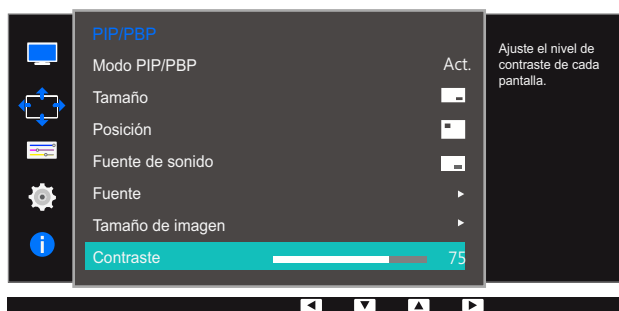 PIP/PBP
Modo PIP/PBP Act.
Tamaño
Posición
Fuente de sonido
Fuente
Tamaño de imagen
Contraste 75
Ajuste el nivel de
contraste de cada
pantalla.